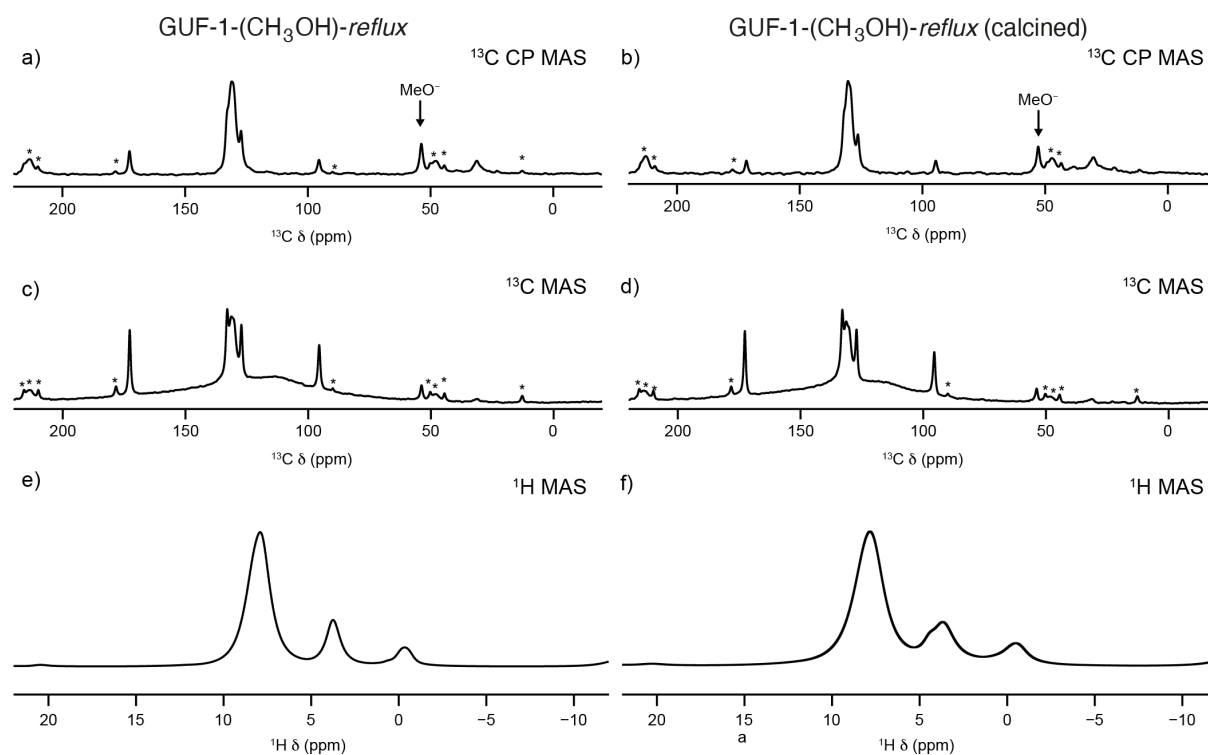 GUF-1-(CH₃OH)-reflux
GUF-1-(CH₃OH)-reflux (calcined)
a)
¹³C CP MAS
MeO⁻
* * * * * *  *
200 150 100 50 0
¹³C δ (ppm)
b)
¹³C CP MAS
MeO⁻
* * * * *
200 150 100 50 0
¹³C δ (ppm)
c)
¹³C MAS
* * * * * * * * *
200 150 100 50 0
¹³C δ (ppm)
d)
¹³C MAS
* * * * * * * * *
200 150 100 50 0
¹³C δ (ppm)
e)
¹H MAS
20 15 10 5 0 −5 −10
¹H δ (ppm)
f)
¹H MAS
20 15 10 5 0 −5 −10
a
¹H δ (ppm)